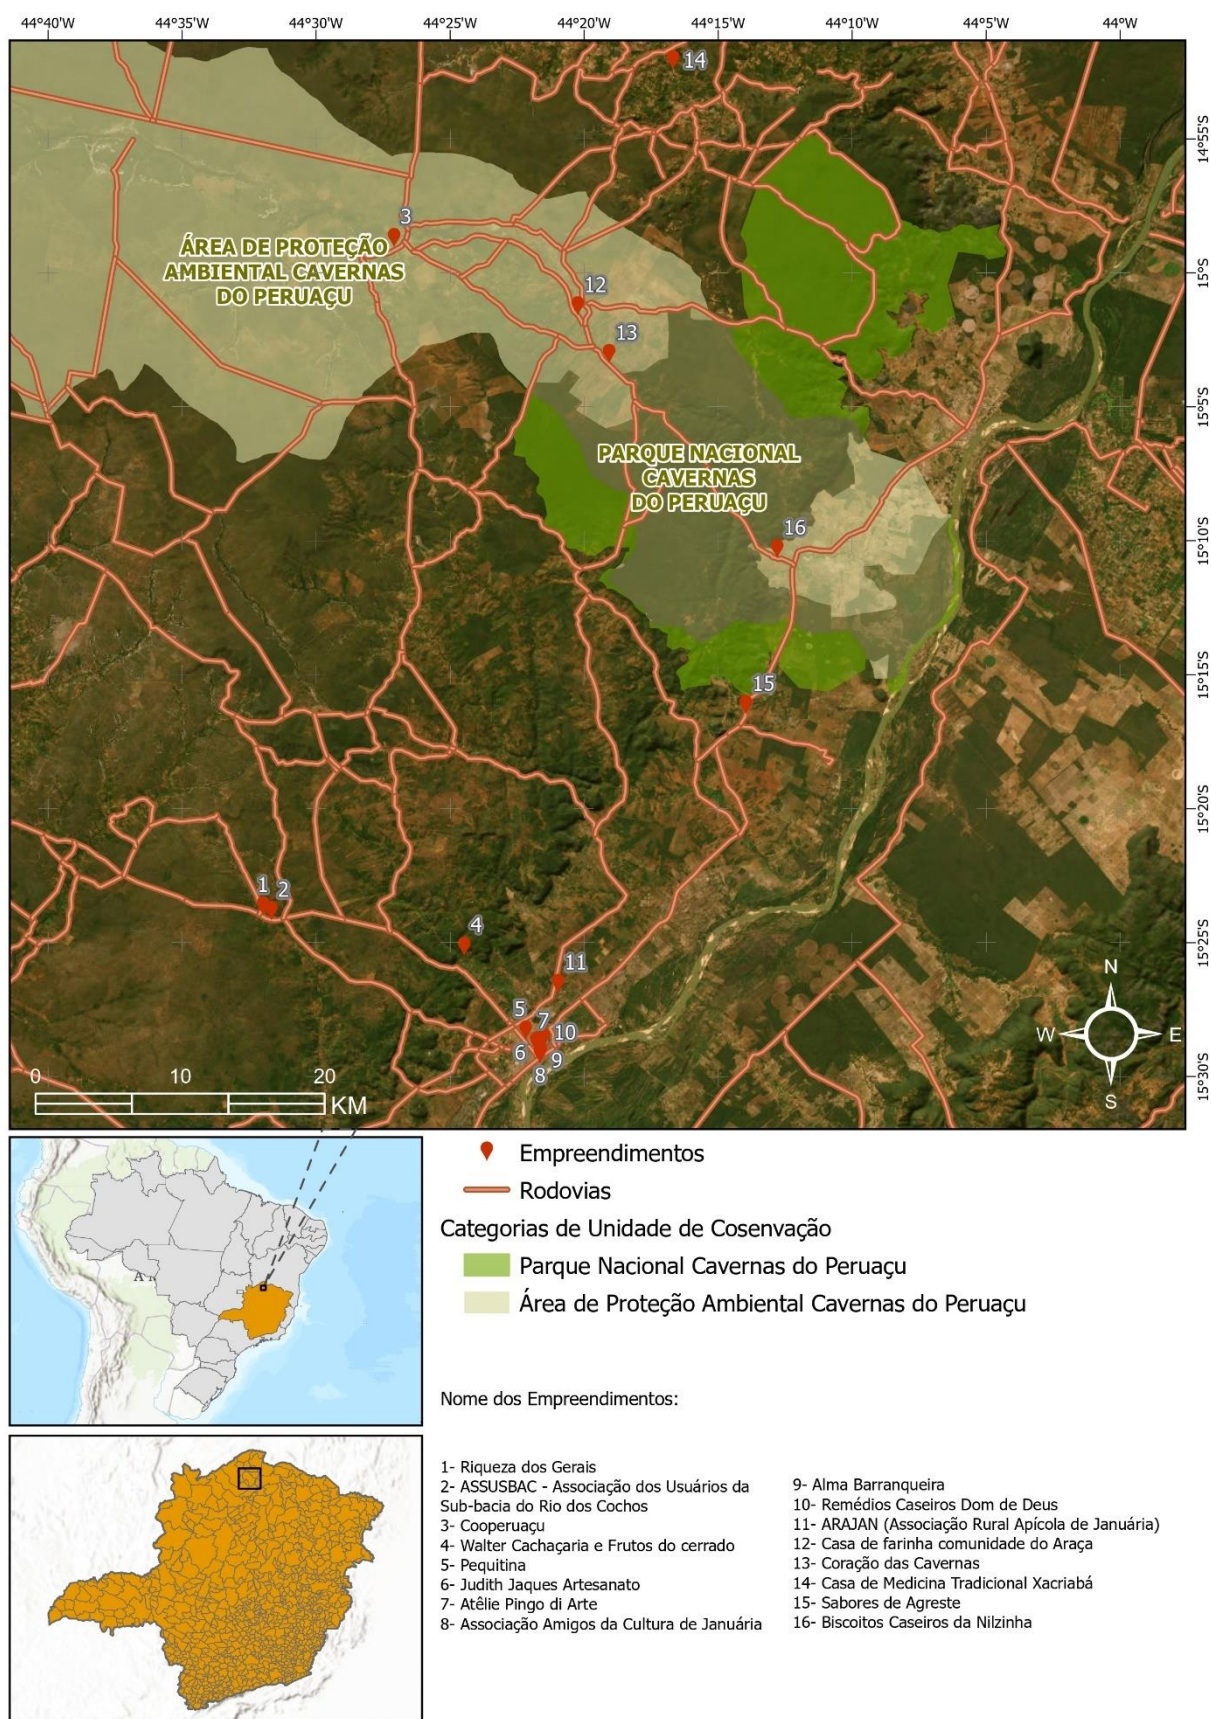 44°40'W 44°35'W 44°30'W 44°25'W 44°20'W 44°15'W 44°10'W 44°5'W 44°W
14
14°55'S
3
ÁREA DE PROTEÇÃO
AMBIENTAL CAVERNAS
DO PERUAÇU
15°S
12
13
15°5'S
PARQUE NACIONAL
CAVERNAS
DO PERUAÇU
16
15°10'S
15
15°15'S
15°20'S
1 2
4
15°25'S
11
N
5 7 10
W E
6 9
8
15°30'S
S
0 10 20
KM
Empreendimentos
Rodovias
Categorias de Unidade de Cosenvação
Parque Nacional Cavernas do Peruaçu
Área de Proteção Ambiental Cavernas do Peruaçu
Nome dos Empreendimentos:
1- Riqueza dos Gerais
2- ASSUSBAC - Associação dos Usuários da
Sub-bacia do Rio dos Cochos
3- Cooperuaçu
4- Walter Cachaçaria e Frutos do cerrado
5- Pequitina
6- Judith Jaques Artesanato
7- Atêlie Pingo di Arte
8- Associação Amigos da Cultura de Januária
9- Alma Barranqueira
10- Remédios Caseiros Dom de Deus
11- ARAJAN (Associação Rural Apícola de Januária)
12- Casa de farinha comunidade do Araça
13- Coração das Cavernas
14- Casa de Medicina Tradicional Xacriabá
15- Sabores de Agreste
16- Biscoitos Caseiros da Nilzinha